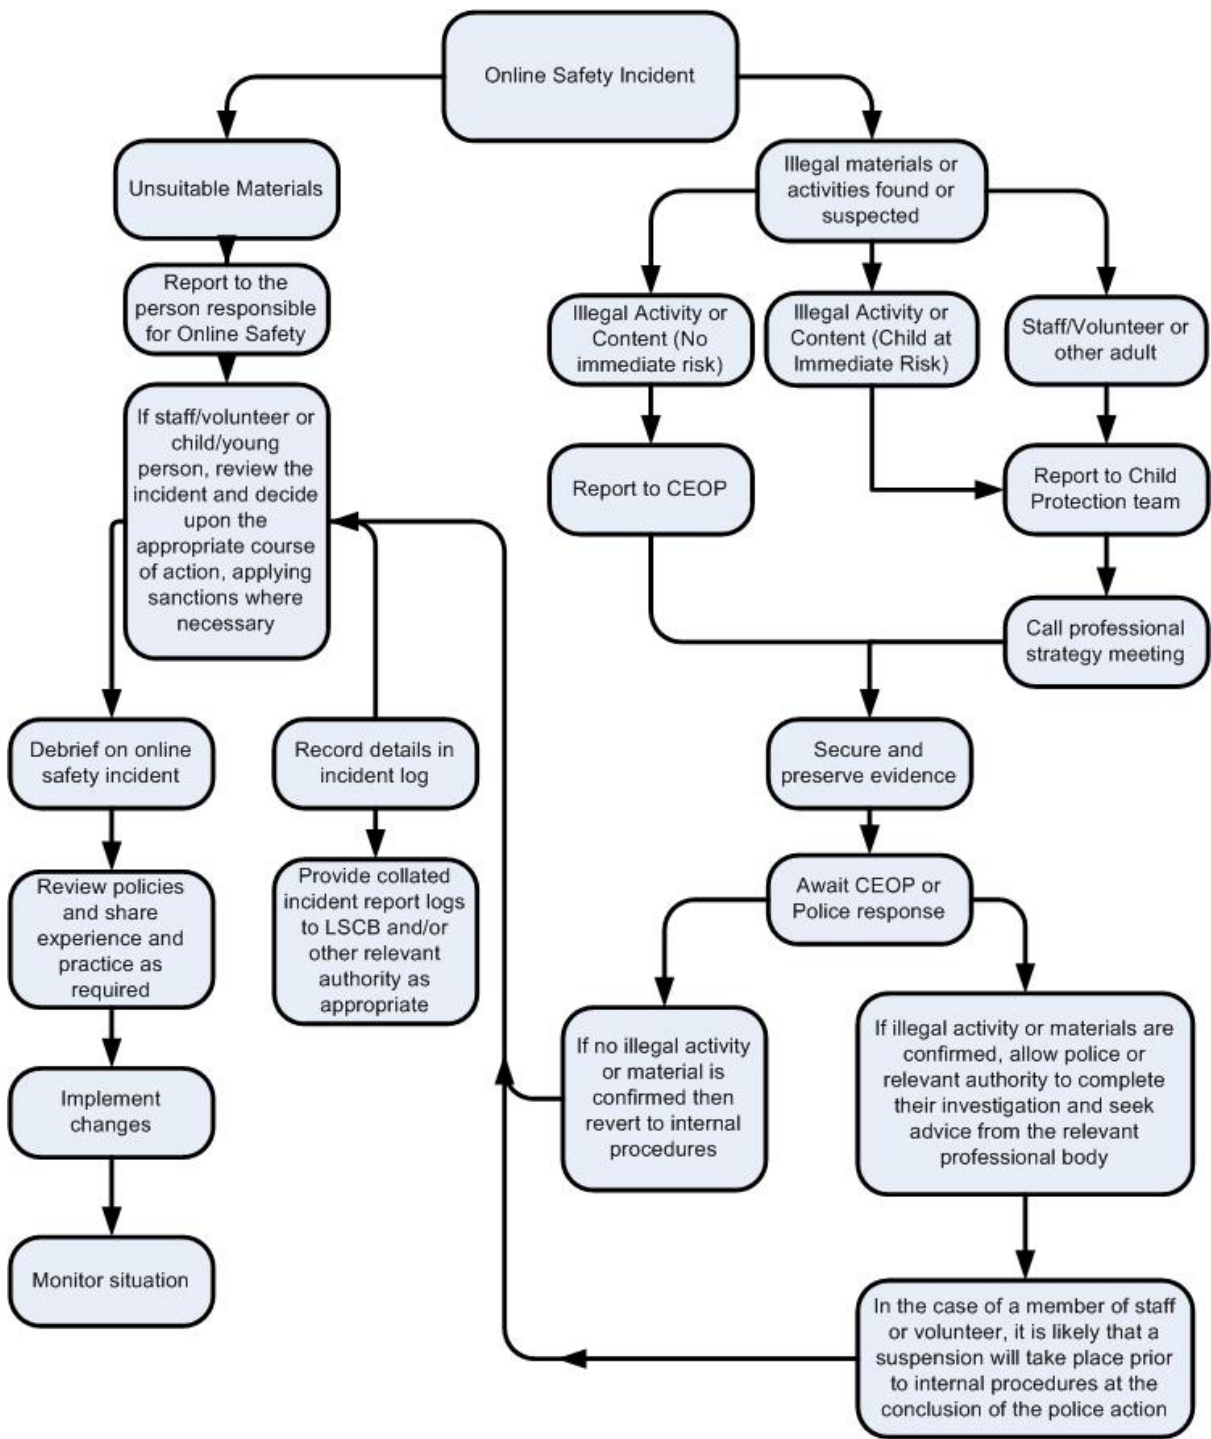 Online Safety Incident
Unsuitable Materials
Report to the
person responsible
for Online Safety
If staff/volunteer or
child/young
person, review the
incident and decide
upon the
appropriate course
of action, applying
sanctions where
necessary
Debrief on online
safety incident
Review policies
and share
experience and
practice as
required
Implement
changes
Monitor situation
Record details in
incident log
Provide collated
incident report logs
to LSCB and/or
other relevant
authority as
appropriate
Illegal materials or
activities found or
suspected
Illegal Activity or
Content (No
immediate risk)
Illegal Activity or
Content (Child at
Immediate Risk)
Staff/Volunteer or
other adult
Report to CEOP
Report to Child
Protection team
Call professional
strategy meeting
Secure and
preserve evidence
Await CEOP or
Police response
If no illegal activity
or material is
confirmed then
revert to internal
procedures
If illegal activity or materials are
confirmed, allow police or
relevant authority to complete
their investigation and seek
advice from the relevant
professional body
In the case of a member of staff
or volunteer, it is likely that a
suspension will take place prior
to internal procedures at the
conclusion of the police action